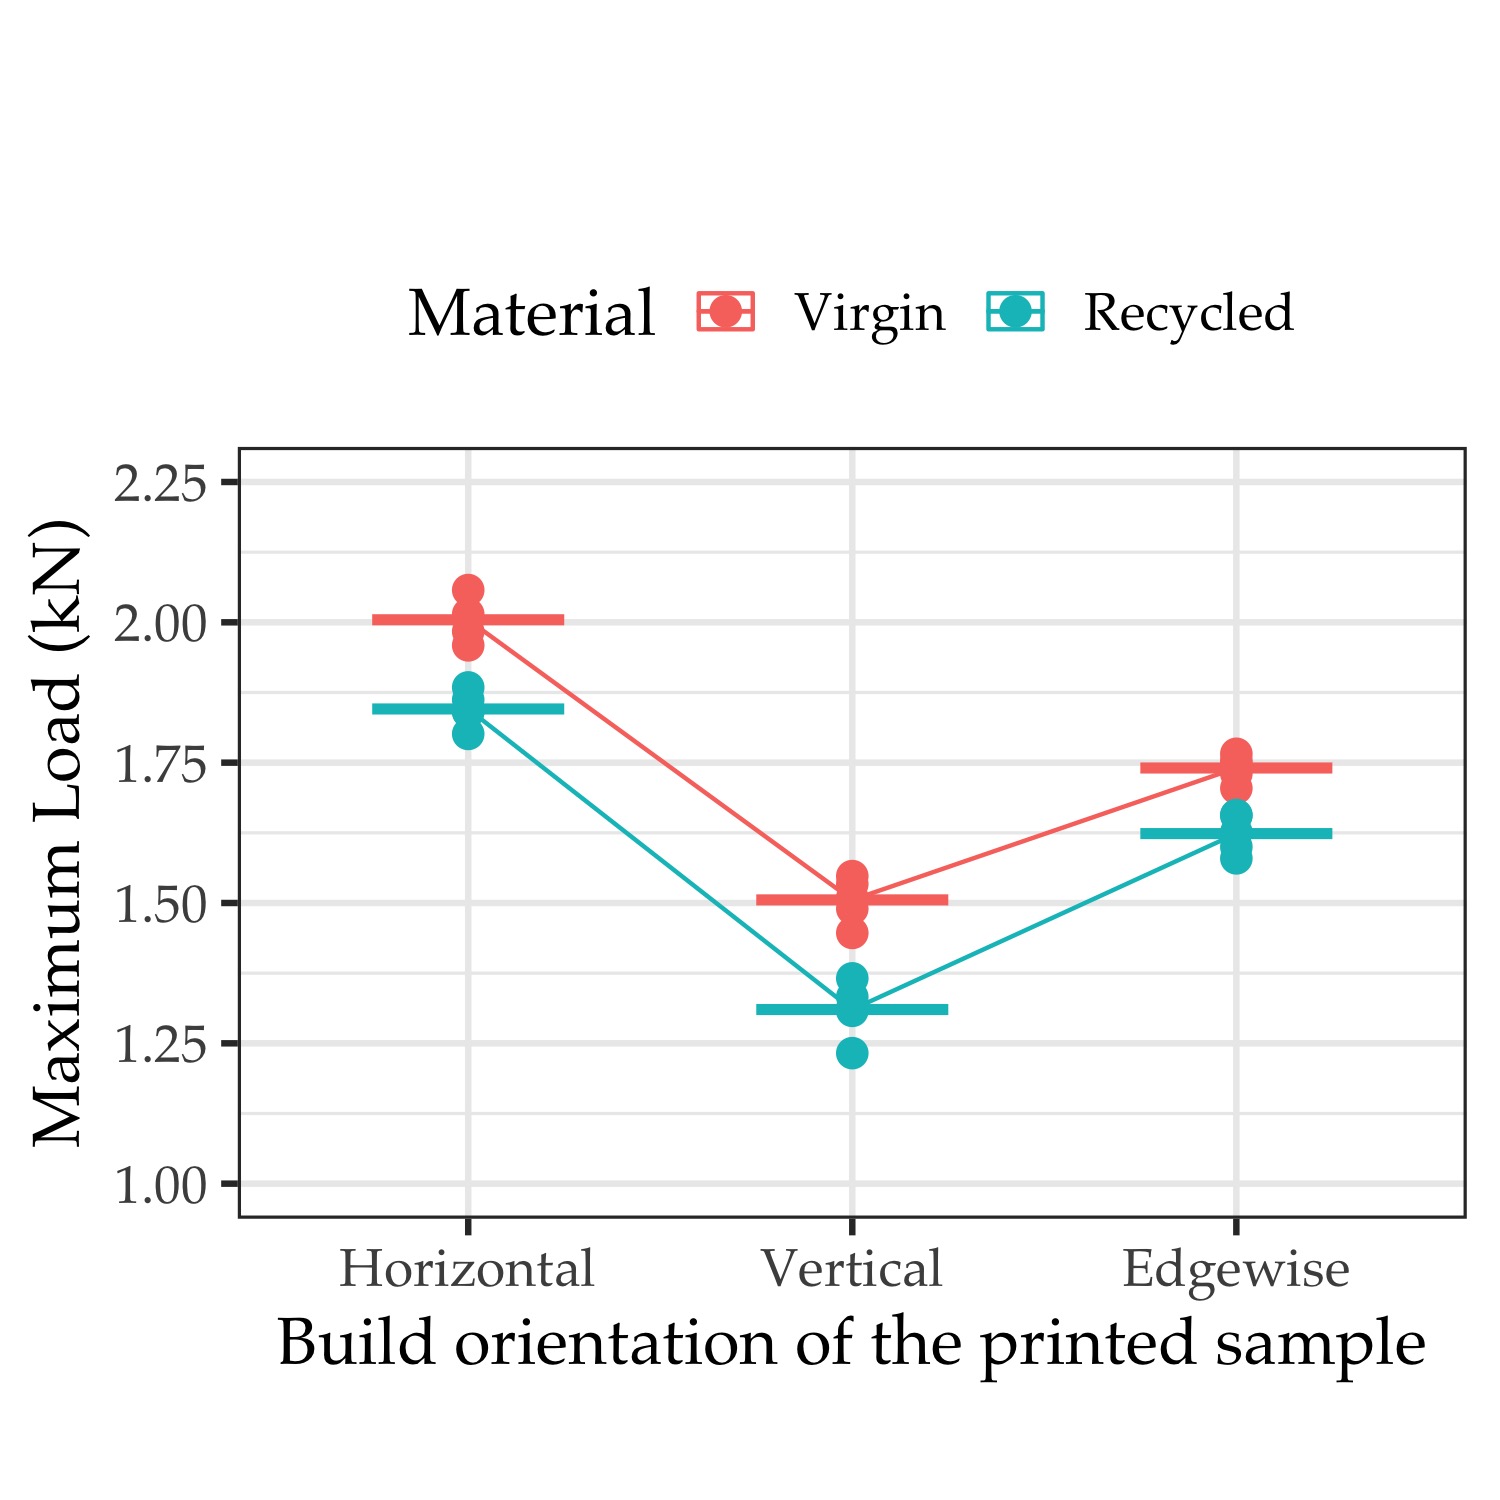 Material Virgin Recycled
Maximum Load (kN)
2.25
2.00
1.75
1.50
1.25
1.00
Horizontal Vertical Edgewise
Build orientation of the printed sample